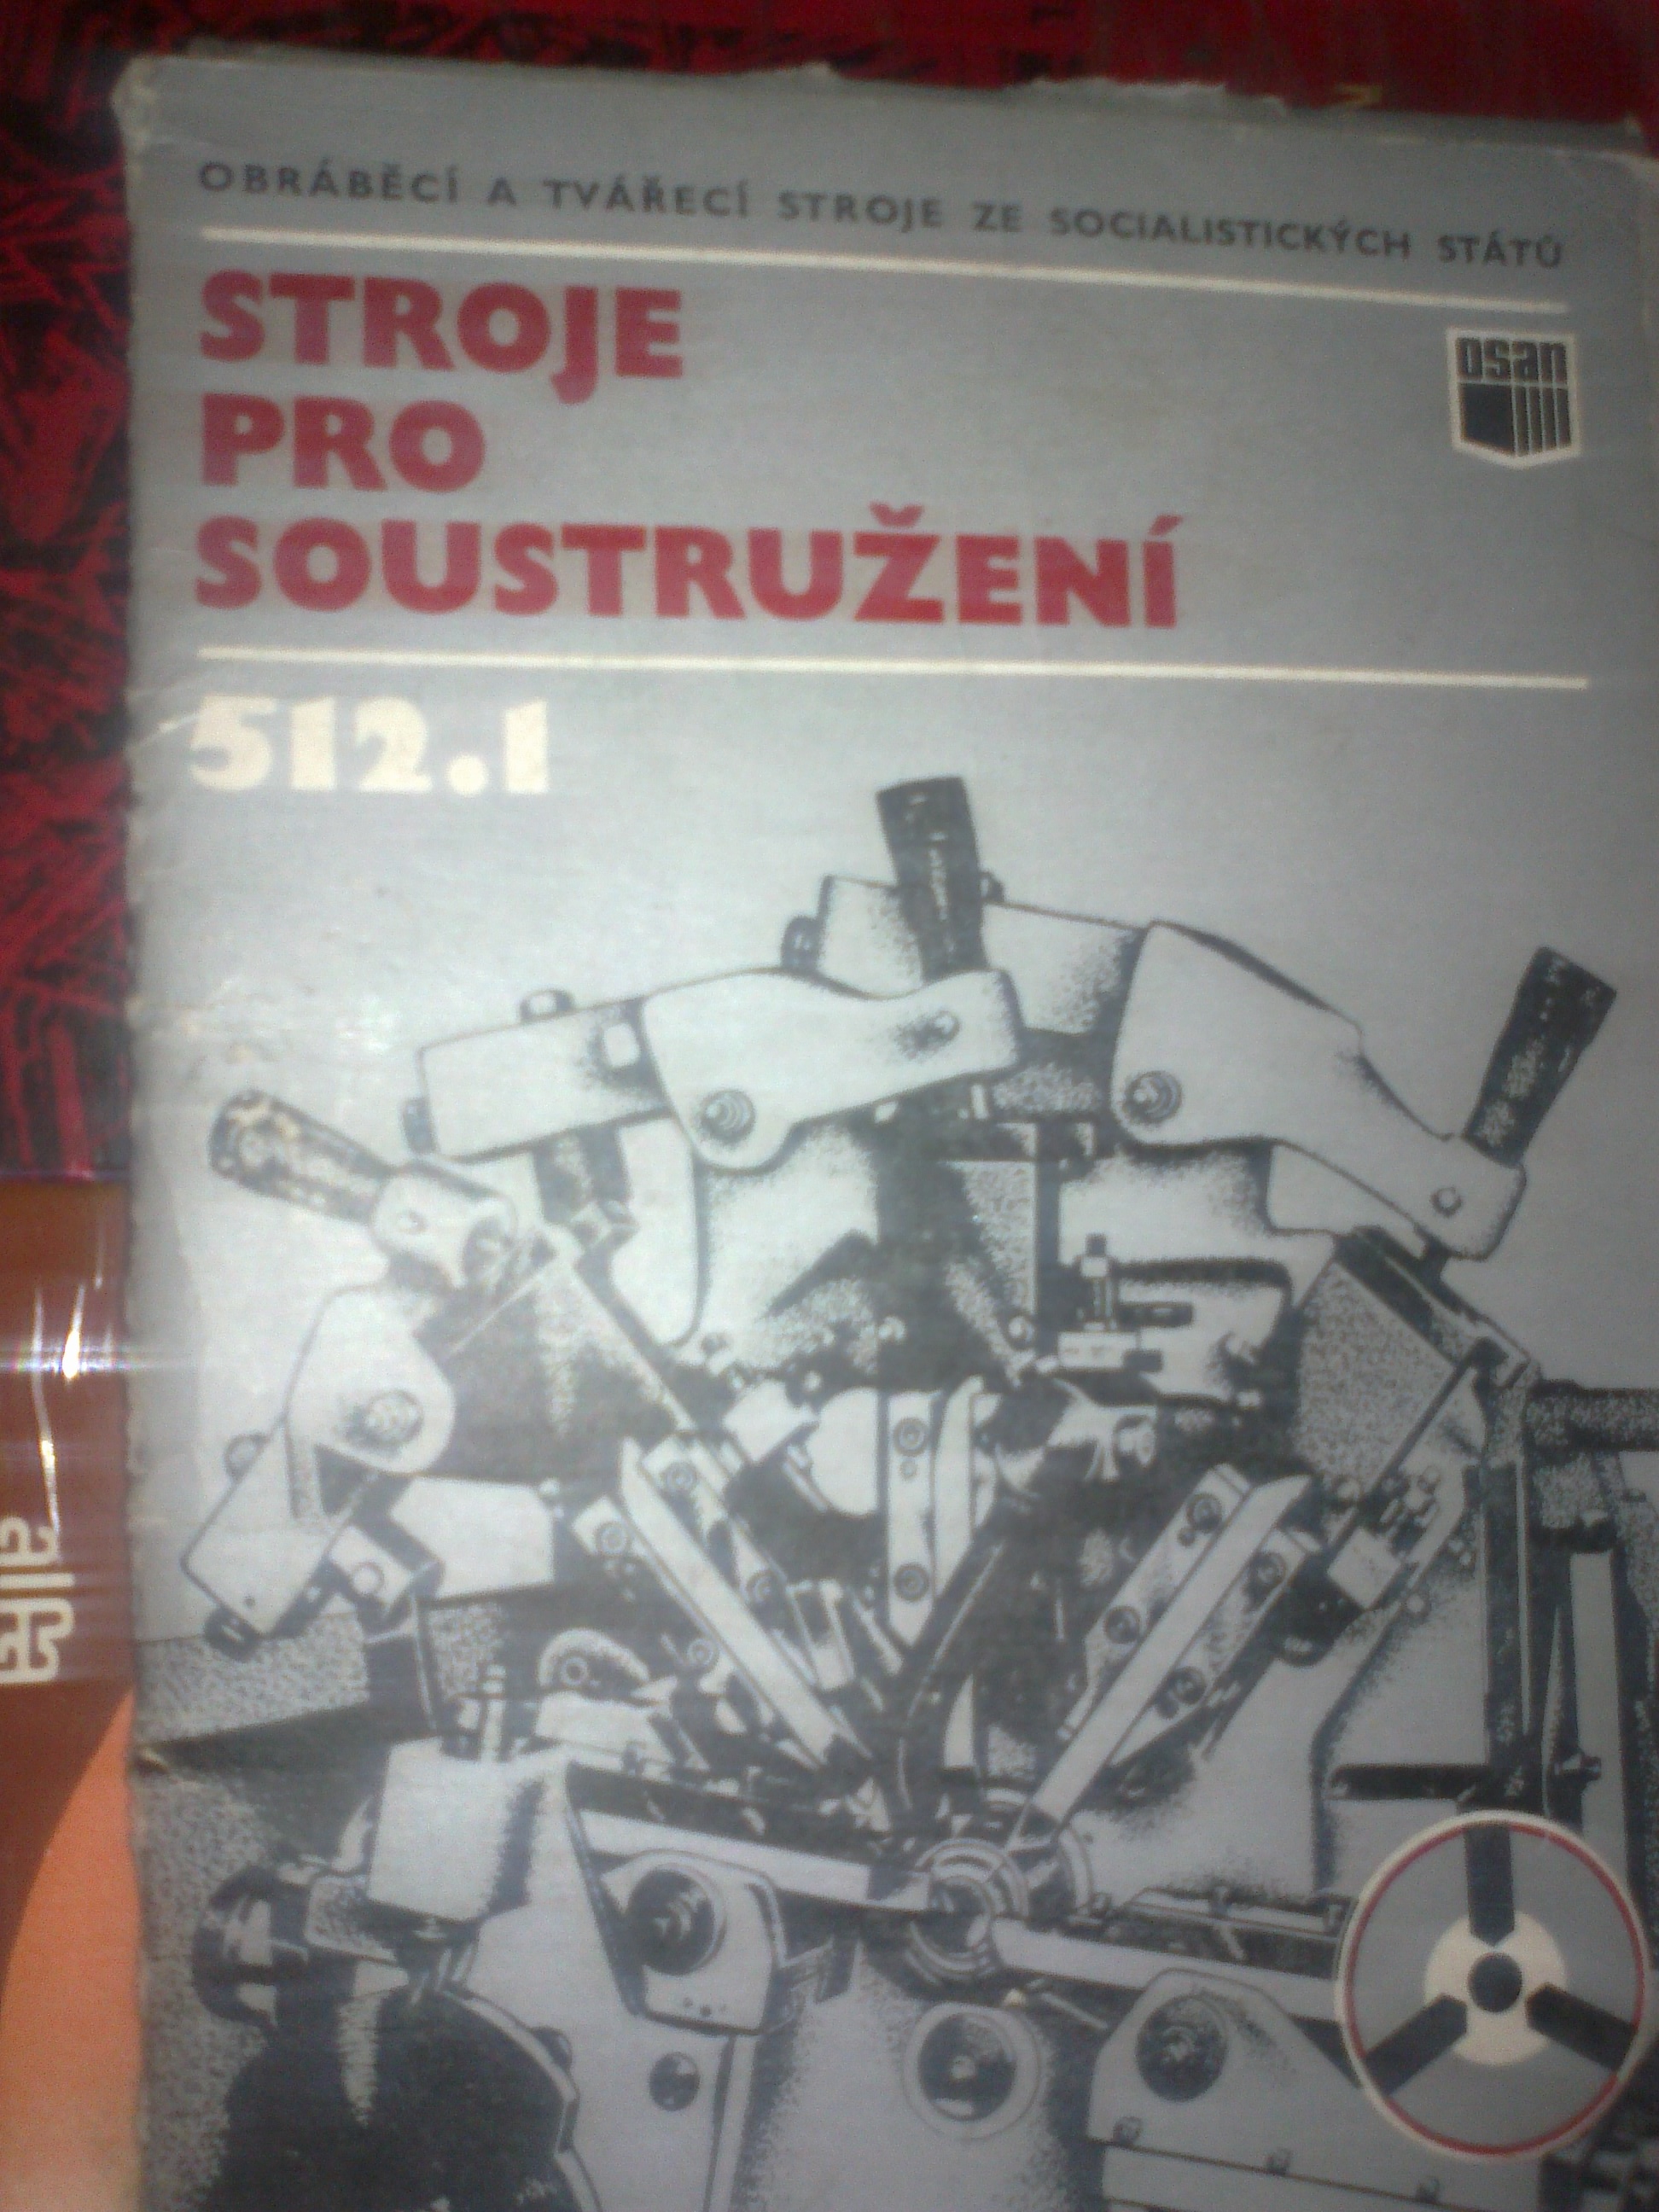 OBRÁBĚCÍ A TVÁŘECÍ STROJE ZE SOCIALISTICKÝCH STÁTŮ
STROJE
PRO
SOUSTRUŽENÍ
osan
512.1